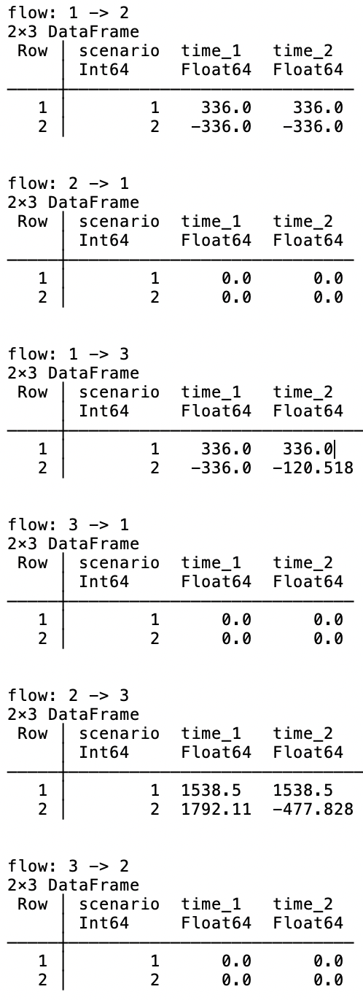 flow: 1 -> 2
2×3 DataFrame
Row │ scenario time_1 time_2
│ Int64 Float64 Float64
1 │ 1 336.0 336.0
2 │ 2 -336.0 -336.0
flow: 2 -> 1
2×3 DataFrame
Row │ scenario time_1 time_2
│ Int64 Float64 Float64
1 │ 1 0.0 0.0
2 │ 2 0.0 0.0
flow: 1 -> 3
2×3 DataFrame
Row │ scenario time_1 time_2
│ Int64 Float64 Float64
1 │ 1 336.0 336.0
2 │ 2 -336.0 -120.518
flow: 3 -> 1
2×3 DataFrame
Row │ scenario time_1 time_2
│ Int64 Float64 Float64
1 │ 1 0.0 0.0
2 │ 2 0.0 0.0
flow: 2 -> 3
2×3 DataFrame
Row │ scenario time_1 time_2
│ Int64 Float64 Float64
1 │ 1 1538.5 1538.5
2 │ 2 1792.11 -477.828
flow: 3 -> 2
2×3 DataFrame
Row │ scenario time_1 time_2
│ Int64 Float64 Float64
1 │ 1 0.0 0.0
2 │ 2 0.0 0.0